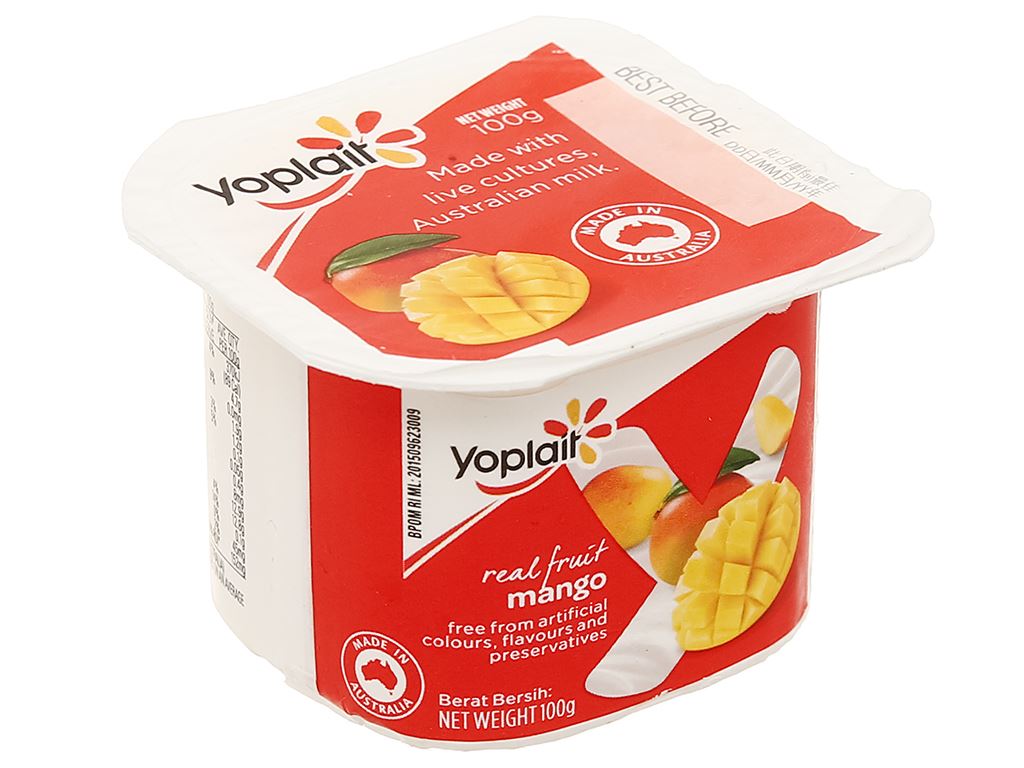 yoplait
NET WEIGHT
100g
Made with
live cultures,
Australian milk.
BEST BEFORE
MADE IN
AUSTRALIA
BPOM RI ML: 201509623009
yoplait
real fruit
mango
free from artificial
colours, flavours and
preservatives
MADE IN
AUSTRALIA
Berat Bersih:
NET WEIGHT 100g